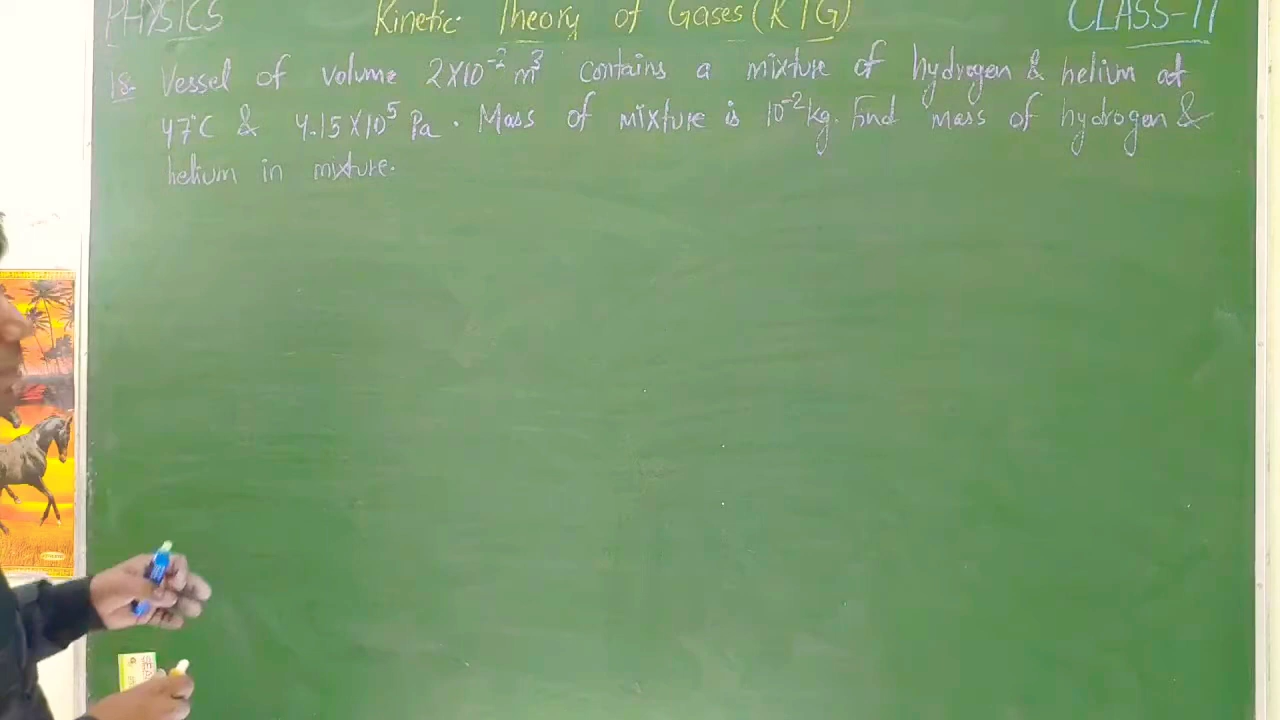 PHYSICS Kinetic Theory of Gases (KTG) CLASS-11
18. Vessel of volume 2×10⁻² m³ contains a mixture of hydrogen & helium at
47°C & 4.15×10⁵ Pa. Mass of mixture is 10⁻² kg. Find mass of hydrogen &
helium in mixture.